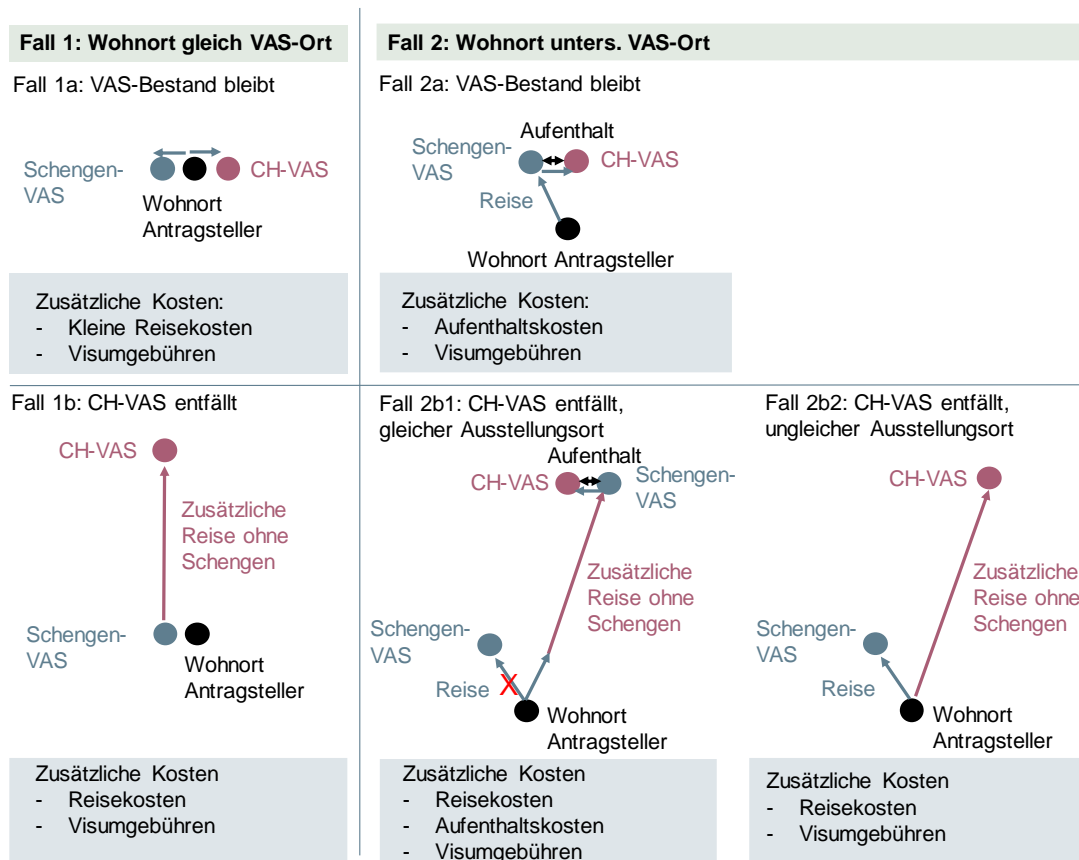 Fall 1: Wohnort gleich VAS-Ort
Fall 1a: VAS-Bestand bleibt
Schengen-
VAS
CH-VAS
Wohnort
Antragsteller
Zusätzliche Kosten:
- Kleine Reisekosten
- Visumgebühren
Fall 2: Wohnort unters. VAS-Ort
Fall 2a: VAS-Bestand bleibt
Aufenthalt
Schengen-
VAS
CH-VAS
Reise
Wohnort Antragsteller
Zusätzliche Kosten:
- Aufenthaltskosten
- Visumgebühren
Fall 1b: CH-VAS entfällt
CH-VAS
Zusätzliche
Reise ohne
Schengen
Schengen-
VAS
Wohnort
Antragsteller
Zusätzliche Kosten
- Reisekosten
- Visumgebühren
Fall 2b1: CH-VAS entfällt,
gleicher Ausstellungsort
Aufenthalt
CH-VAS
Schengen-
VAS
Zusätzliche
Reise ohne
Schengen
Schengen-
VAS
Reise
X
Wohnort
Antragsteller
Zusätzliche Kosten
- Reisekosten
- Aufenthaltskosten
- Visumgebühren
Fall 2b2: CH-VAS entfällt,
ungleicher Ausstellungsort
CH-VAS
Zusätzliche
Reise ohne
Schengen
Schengen-
VAS
Reise
Wohnort
Antragsteller
Zusätzliche Kosten
- Reisekosten
- Visumgebühren